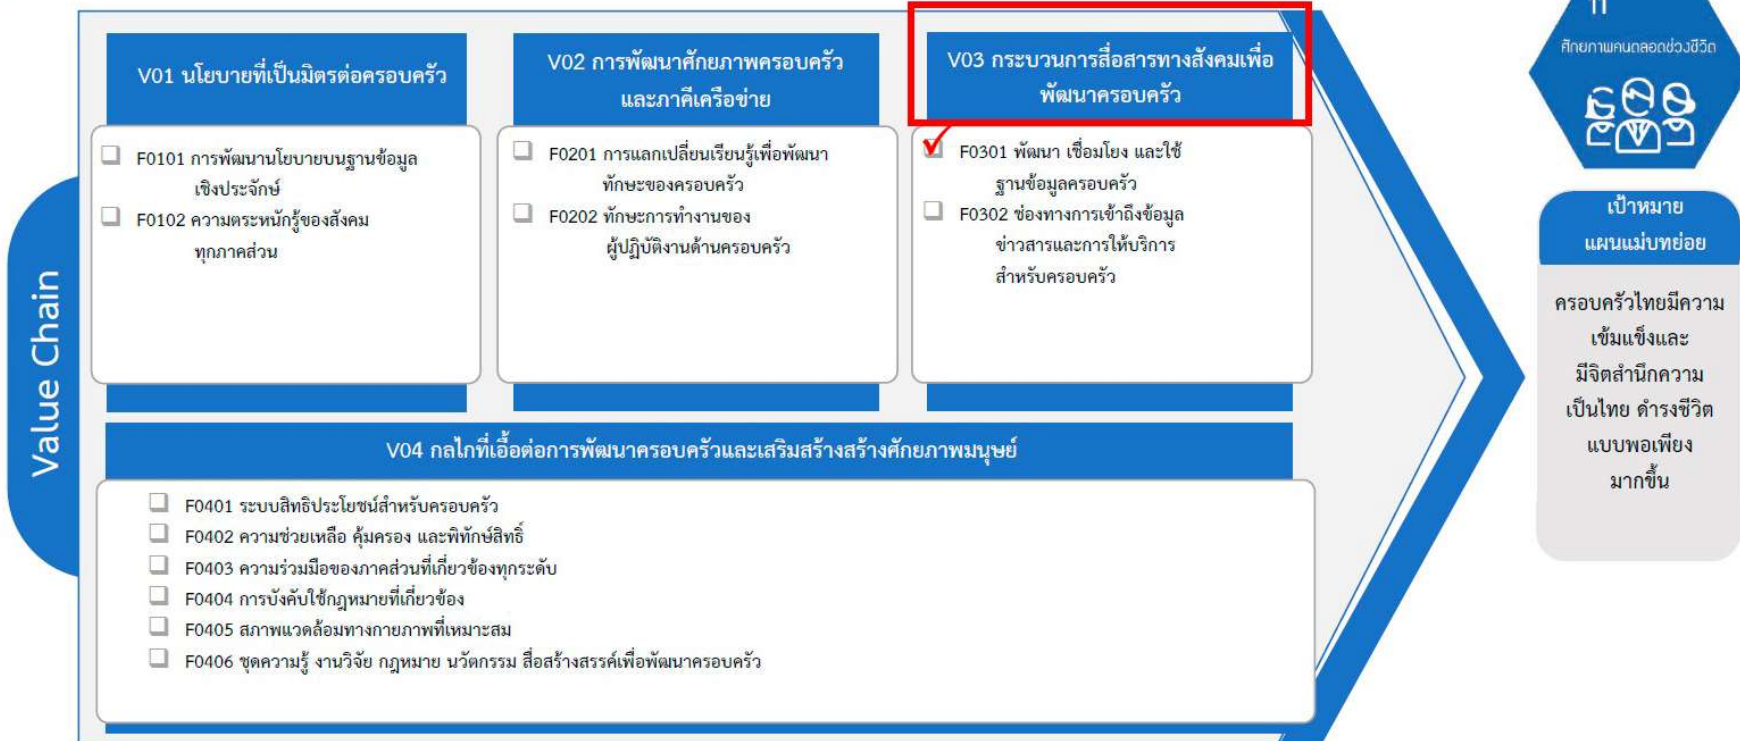 Value Chain
V01 นโยบายที่เป็นมิตรต่อครอบครัว
F0101 การพัฒนานโยบายบนฐานข้อมูล
เชิงประจักษ์
F0102 ความตระหนักรู้ของสังคม
ทุกภาคส่วน
V02 การพัฒนาศักยภาพครอบครัว
และภาคีเครือข่าย
F0201 การแลกเปลี่ยนเรียนรู้เพื่อพัฒนา
ทักษะของครอบครัว
F0202 ทักษะการทำงานของ
ผู้ปฏิบัติงานด้านครอบครัว
V03 กระบวนการสื่อสารทางสังคมเพื่อ
พัฒนาครอบครัว
F0301 พัฒนา เชื่อมโยง และใช้
ฐานข้อมูลครอบครัว
F0302 ช่องทางการเข้าถึงข้อมูล
ข่าวสารและการให้บริการ
สำหรับครอบครัว
V04 กลไกที่เอื้อต่อการพัฒนาครอบครัวและเสริมสร้างสร้างศักยภาพมนุษย์
F0401 ระบบสิทธิประโยชน์สำหรับครอบครัว
F0402 ความช่วยเหลือ คุ้มครอง และพิทักษ์สิทธิ์
F0403 ความร่วมมือของภาคส่วนที่เกี่ยวข้องทุกระดับ
F0404 การบังคับใช้กฎหมายที่เกี่ยวข้อง
F0405 สภาพแวดล้อมทางกายภาพที่เหมาะสม
F0406 ชุดความรู้ งานวิจัย กฎหมาย นวัตกรรม สื่อสร้างสรรค์เพื่อพัฒนาครอบครัว
ศักยภาพคนตลอดช่วงชีวิต
เป้าหมาย
แผนแม่บทย่อย
ครอบครัวไทยมีความ
เข้มแข็งและ
มีจิตสำนึกความ
เป็นไทย ดำรงชีวิต
แบบพอเพียง
มากขึ้น